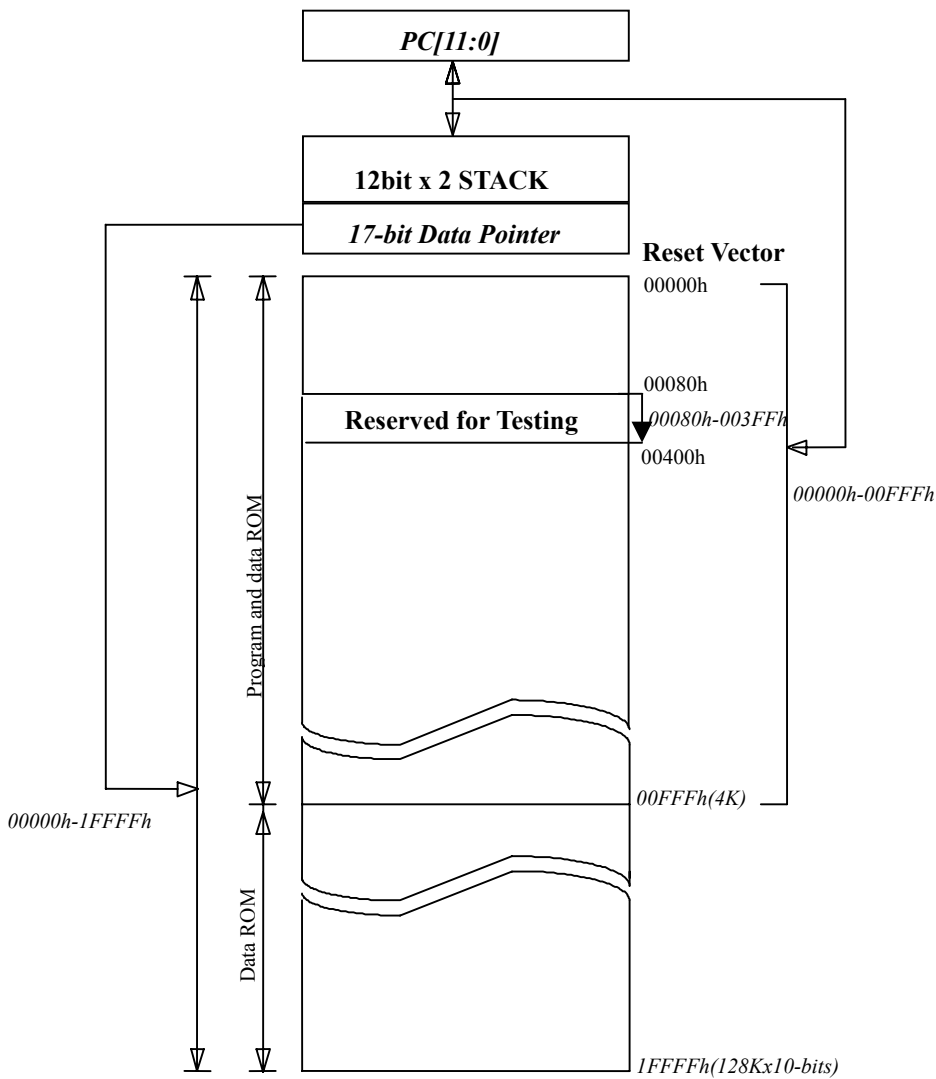 PC[11:0]
12bit x 2 STACK
17-bit Data Pointer
Reset Vector
00000h
00080h
Reserved for Testing
00080h-003FFh
00400h
00000h-00FFFh
Program and data ROM
00FFFh(4K)
00000h-1FFFFh
Data ROM
1FFFFh(128Kx10-bits)